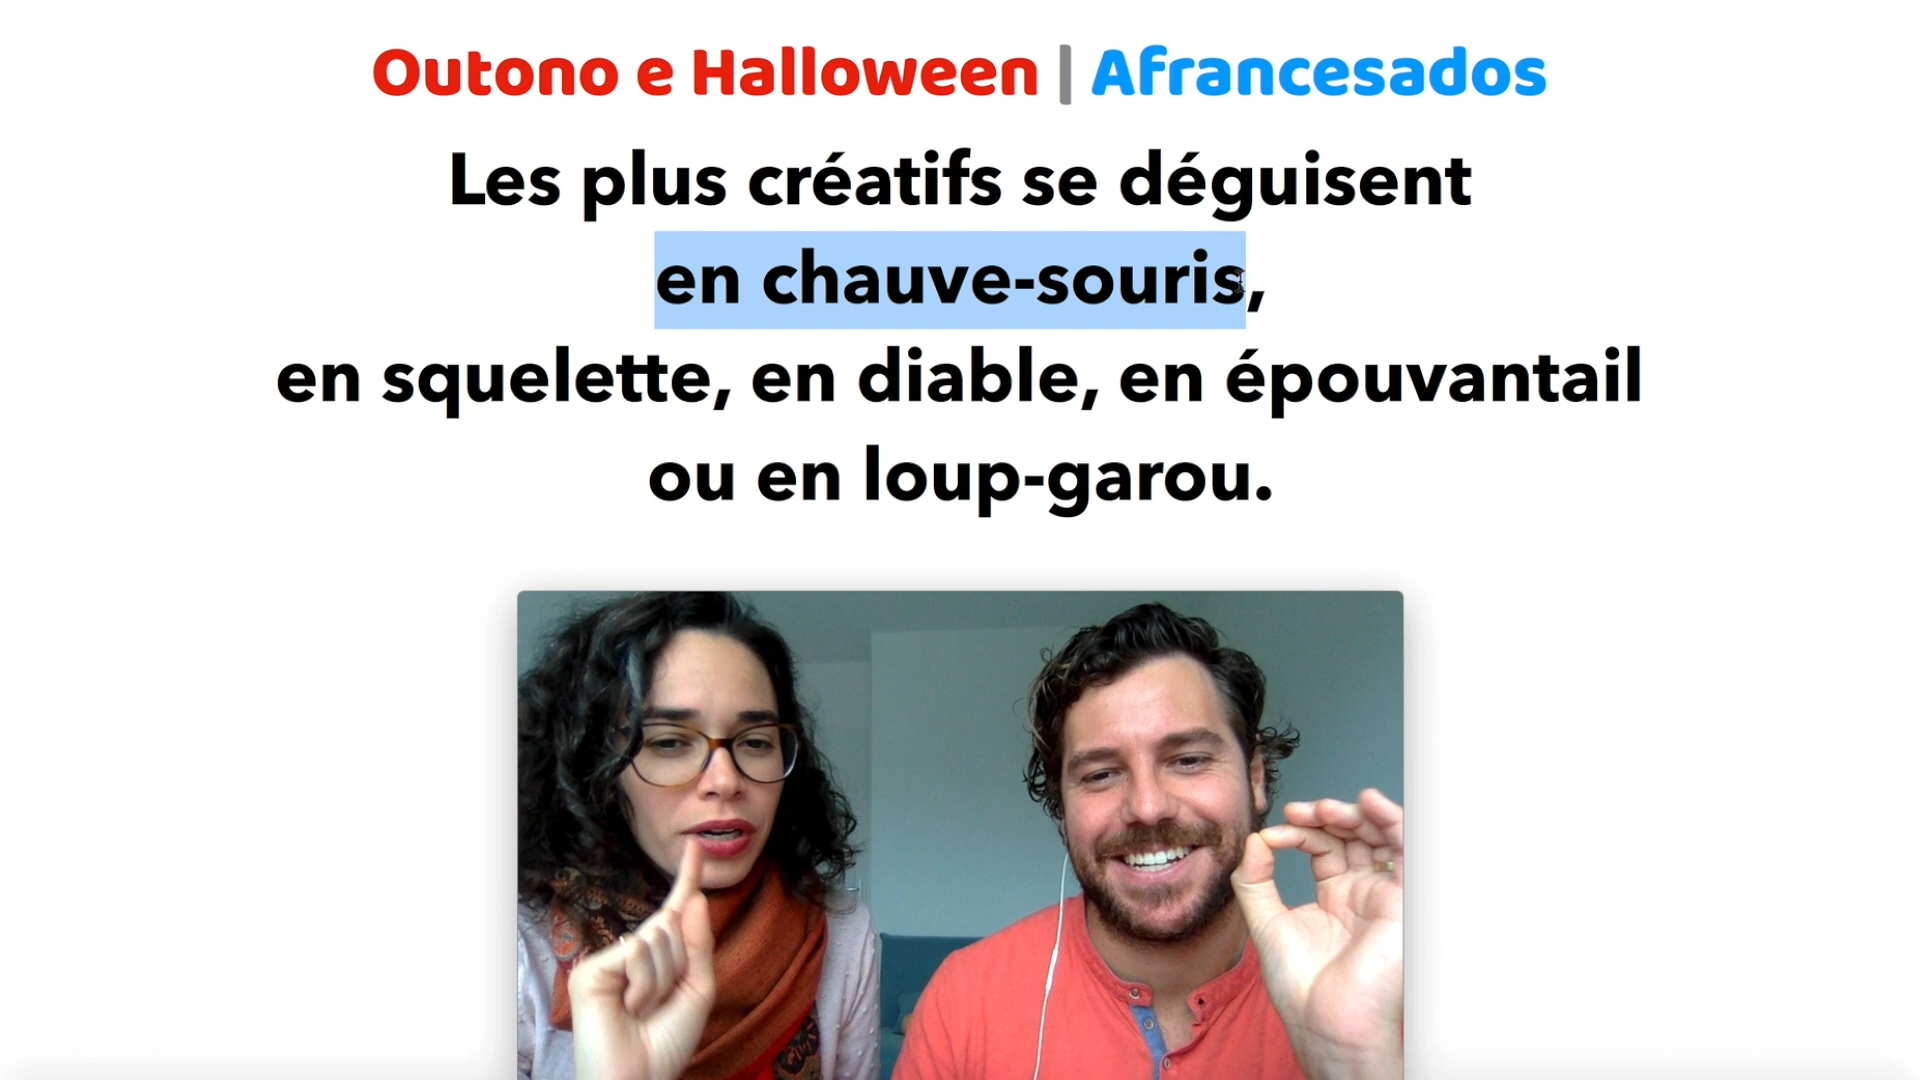 Outono e Halloween | Afrancesados
Les plus créatifs se déguisent
en chauve-souris,
en squelette, en diable, en épouvantail
ou en loup-garou.